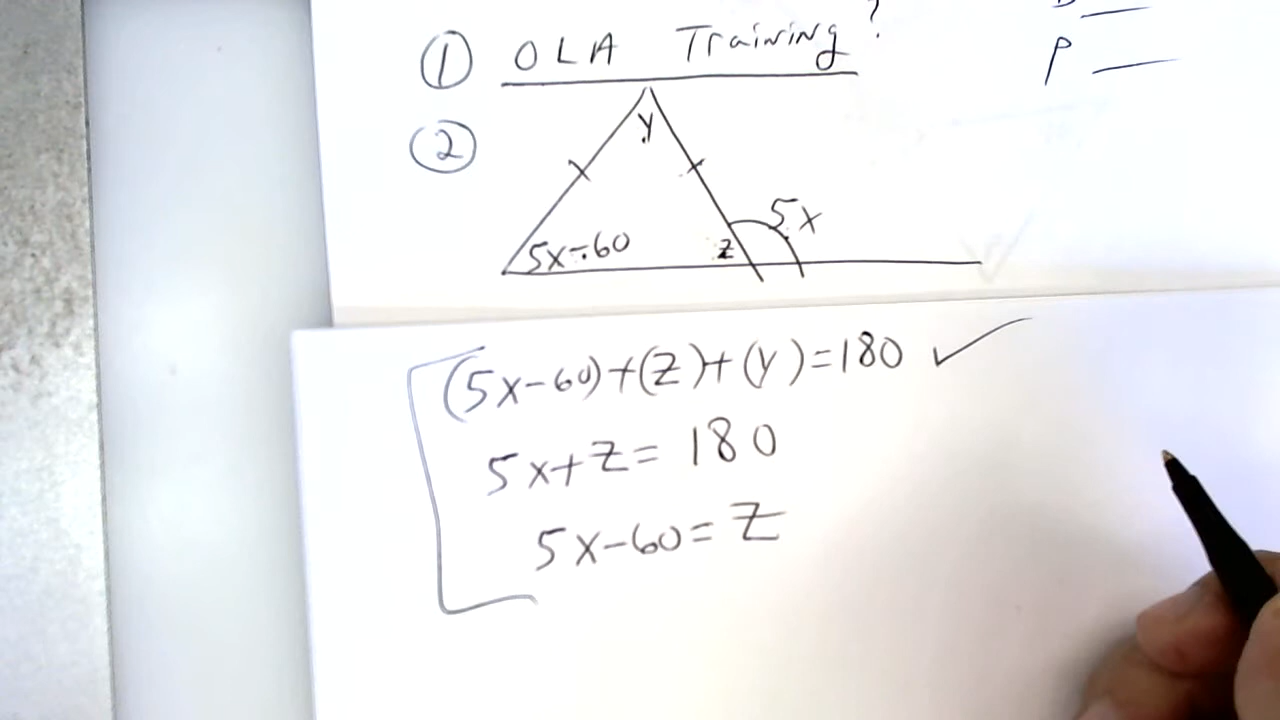 ① OLA Training?
P
②
y
5x
5x-60
z
(5x-60)+(z)+(y)=180 ✓
5x+z= 180
5x-60=z